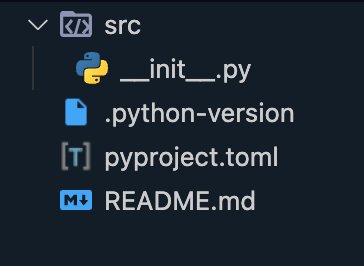 src
__init__.py
.python-version
[T] pyproject.toml
M↓ README.md